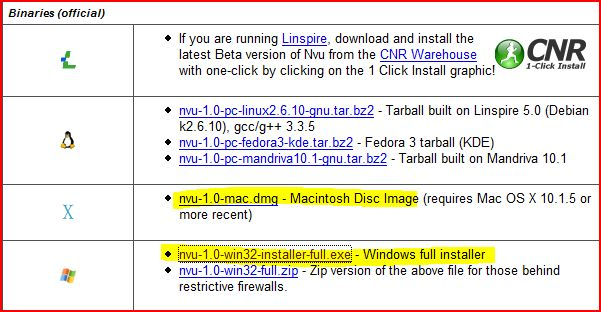 Binaries (official)
If you are running Linspire, download and install the
latest Beta version of Nvu from the CNR Warehouse
with one-click by clicking on the 1 Click Install graphic!
CNR
1-Click Install
nvu-1.0-pc-linux2.6.10-gnu.tar.bz2 - Tarball built on Linspire 5.0 (Debian
k2.6.10), gcc/g++ 3.3.5
nvu-1.0-pc-fedora3-kde.tar.bz2 - Fedora 3 tarball (KDE)
nvu-1.0-pc-mandriva10.1-gnu.tar.bz2 - Tarball built on Mandriva 10.1
X
nvu-1.0-mac.dmg - Macintosh Disc Image (requires Mac OS X 10.1.5 or
more recent)
nvu-1.0-win32-installer-full.exe - Windows full installer
nvu-1.0-win32-full.zip - Zip version of the above file for those behind
restrictive firewalls.